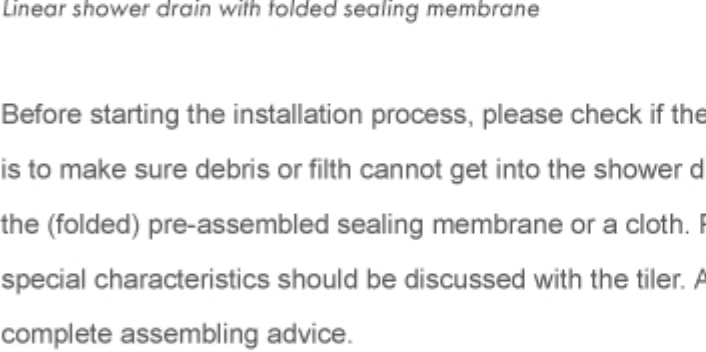 Linear shower drain with folded sealing membrane
Before starting the installation process, please check if the
is to make sure debris or filth cannot get into the shower d
the (folded) pre-assembled sealing membrane or a cloth.
special characteristics should be discussed with the tiler. A
complete assembling advice.